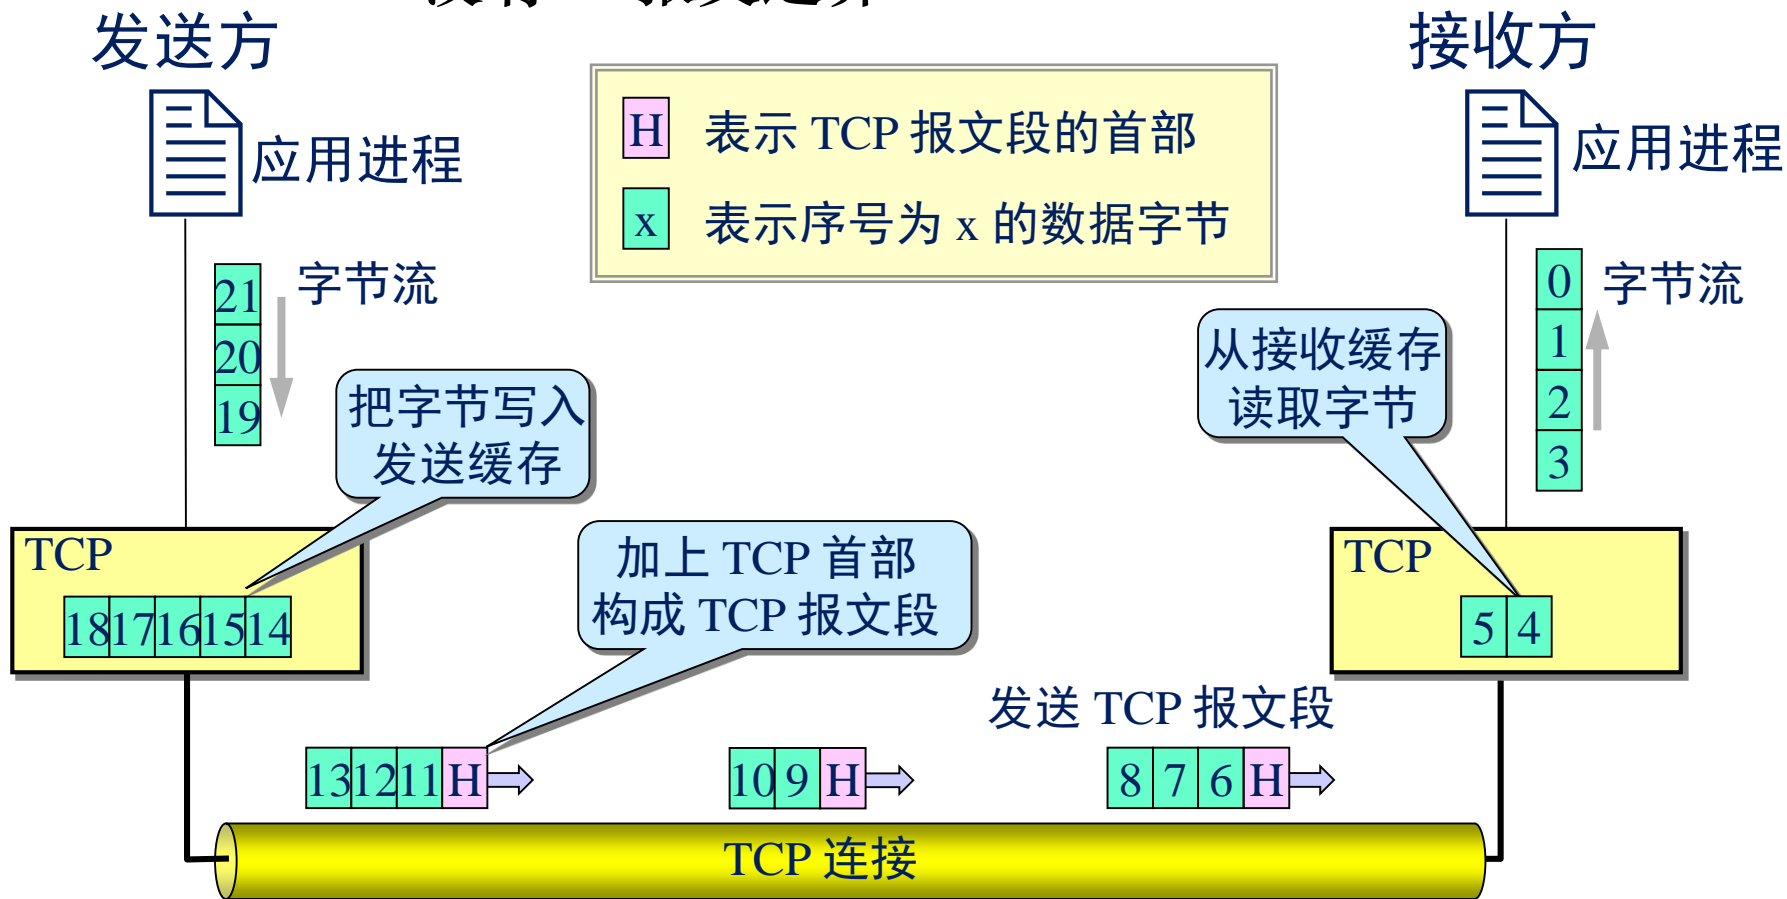 发送方
接收方
H 表示 TCP 报文段的首部
x 表示序号为 x 的数据字节
应用进程
应用进程
21
20
19
字节流
0
1
2
3
字节流
把字节写入
发送缓存
从接收缓存
读取字节
TCP
18 17 16 15 14
加上 TCP 首部
构成 TCP 报文段
TCP
5 4
发送 TCP 报文段
13 12 11 H
10 9 H
8 7 6 H
TCP 连接